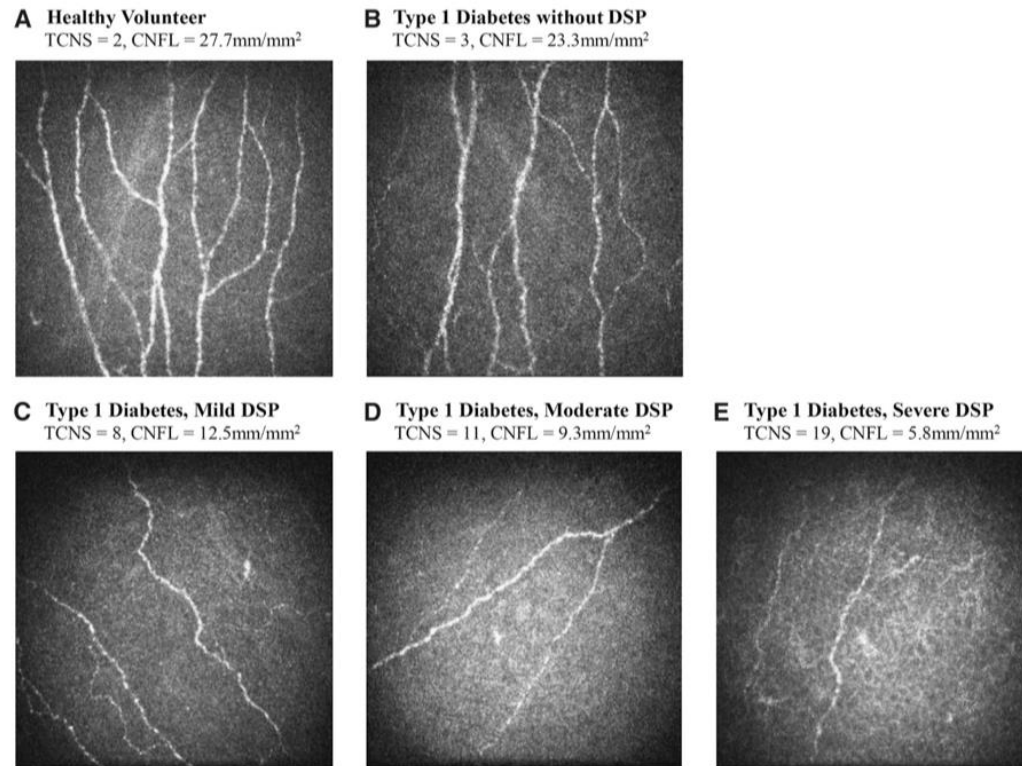 A Healthy Volunteer
TCNS = 2, CNFL = 27.7mm/mm²
B Type 1 Diabetes without DSP
TCNS = 3, CNFL = 23.3mm/mm²
C Type 1 Diabetes, Mild DSP
TCNS = 8, CNFL = 12.5mm/mm²
D Type 1 Diabetes, Moderate DSP
TCNS = 11, CNFL = 9.3mm/mm²
E Type 1 Diabetes, Severe DSP
TCNS = 19, CNFL = 5.8mm/mm²